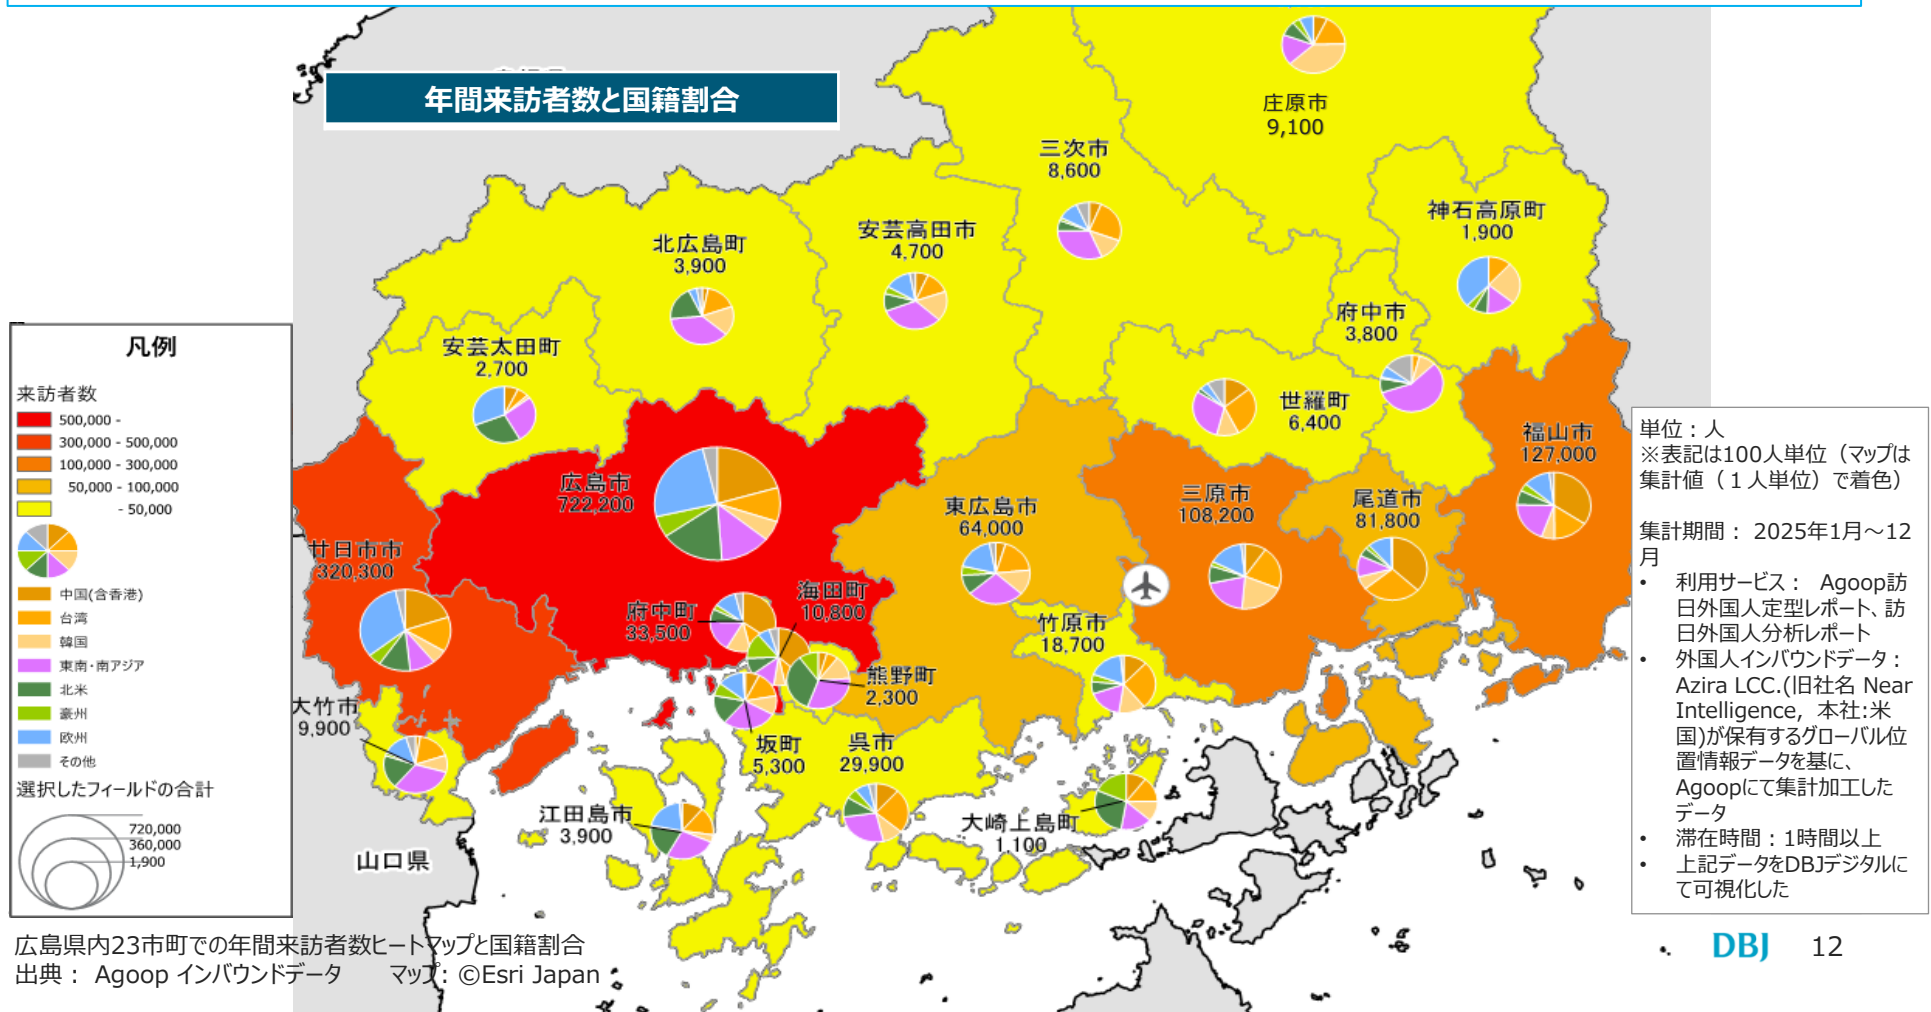 年間来訪者数と国籍割合
庄原市
9,100
三次市
8,600
神石高原町
1,900
安芸高田市
4,700
北広島町
3,900
府中市
3,800
安芸太田町
2,700
世羅町
6,400
福山市
127,000
広島市
722,200
三原市
108,200
尾道市
81,800
東広島市
64,000
廿日市市
320,300
海田町
10,800
府中町
33,500
竹原市
18,700
熊野町
2,300
大竹市
9,900
坂町
5,300
呉市
29,900
江田島市
3,900
大崎上島町
1,100
山口県
凡例
来訪者数
500,000 -
300,000 - 500,000
100,000 - 300,000
50,000 - 100,000
- 50,000
中国(含香港)
台湾
韓国
東南・南アジア
北米
豪州
欧州
その他
選択したフィールドの合計
720,000
360,000
1,900
単位：人
※表記は100人単位（マップは
集計値（１人単位）で着色）
集計期間： 2025年1月～12
月
• 利用サービス： Agoop訪
日外国人定型レポート、訪
日外国人分析レポート
• 外国人インバウンドデータ：
Azira LCC.(旧社名 Near
Intelligence, 本社:米
国)が保有するグローバル位
置情報データを基に、
Agoopにて集計加工した
データ
• 滞在時間：1時間以上
• 上記データをDBJデジタルに
て可視化した
広島県内23市町での年間来訪者数ヒートマップと国籍割合
出典： Agoop インバウンドデータ マップ：©Esri Japan
DBJ 12